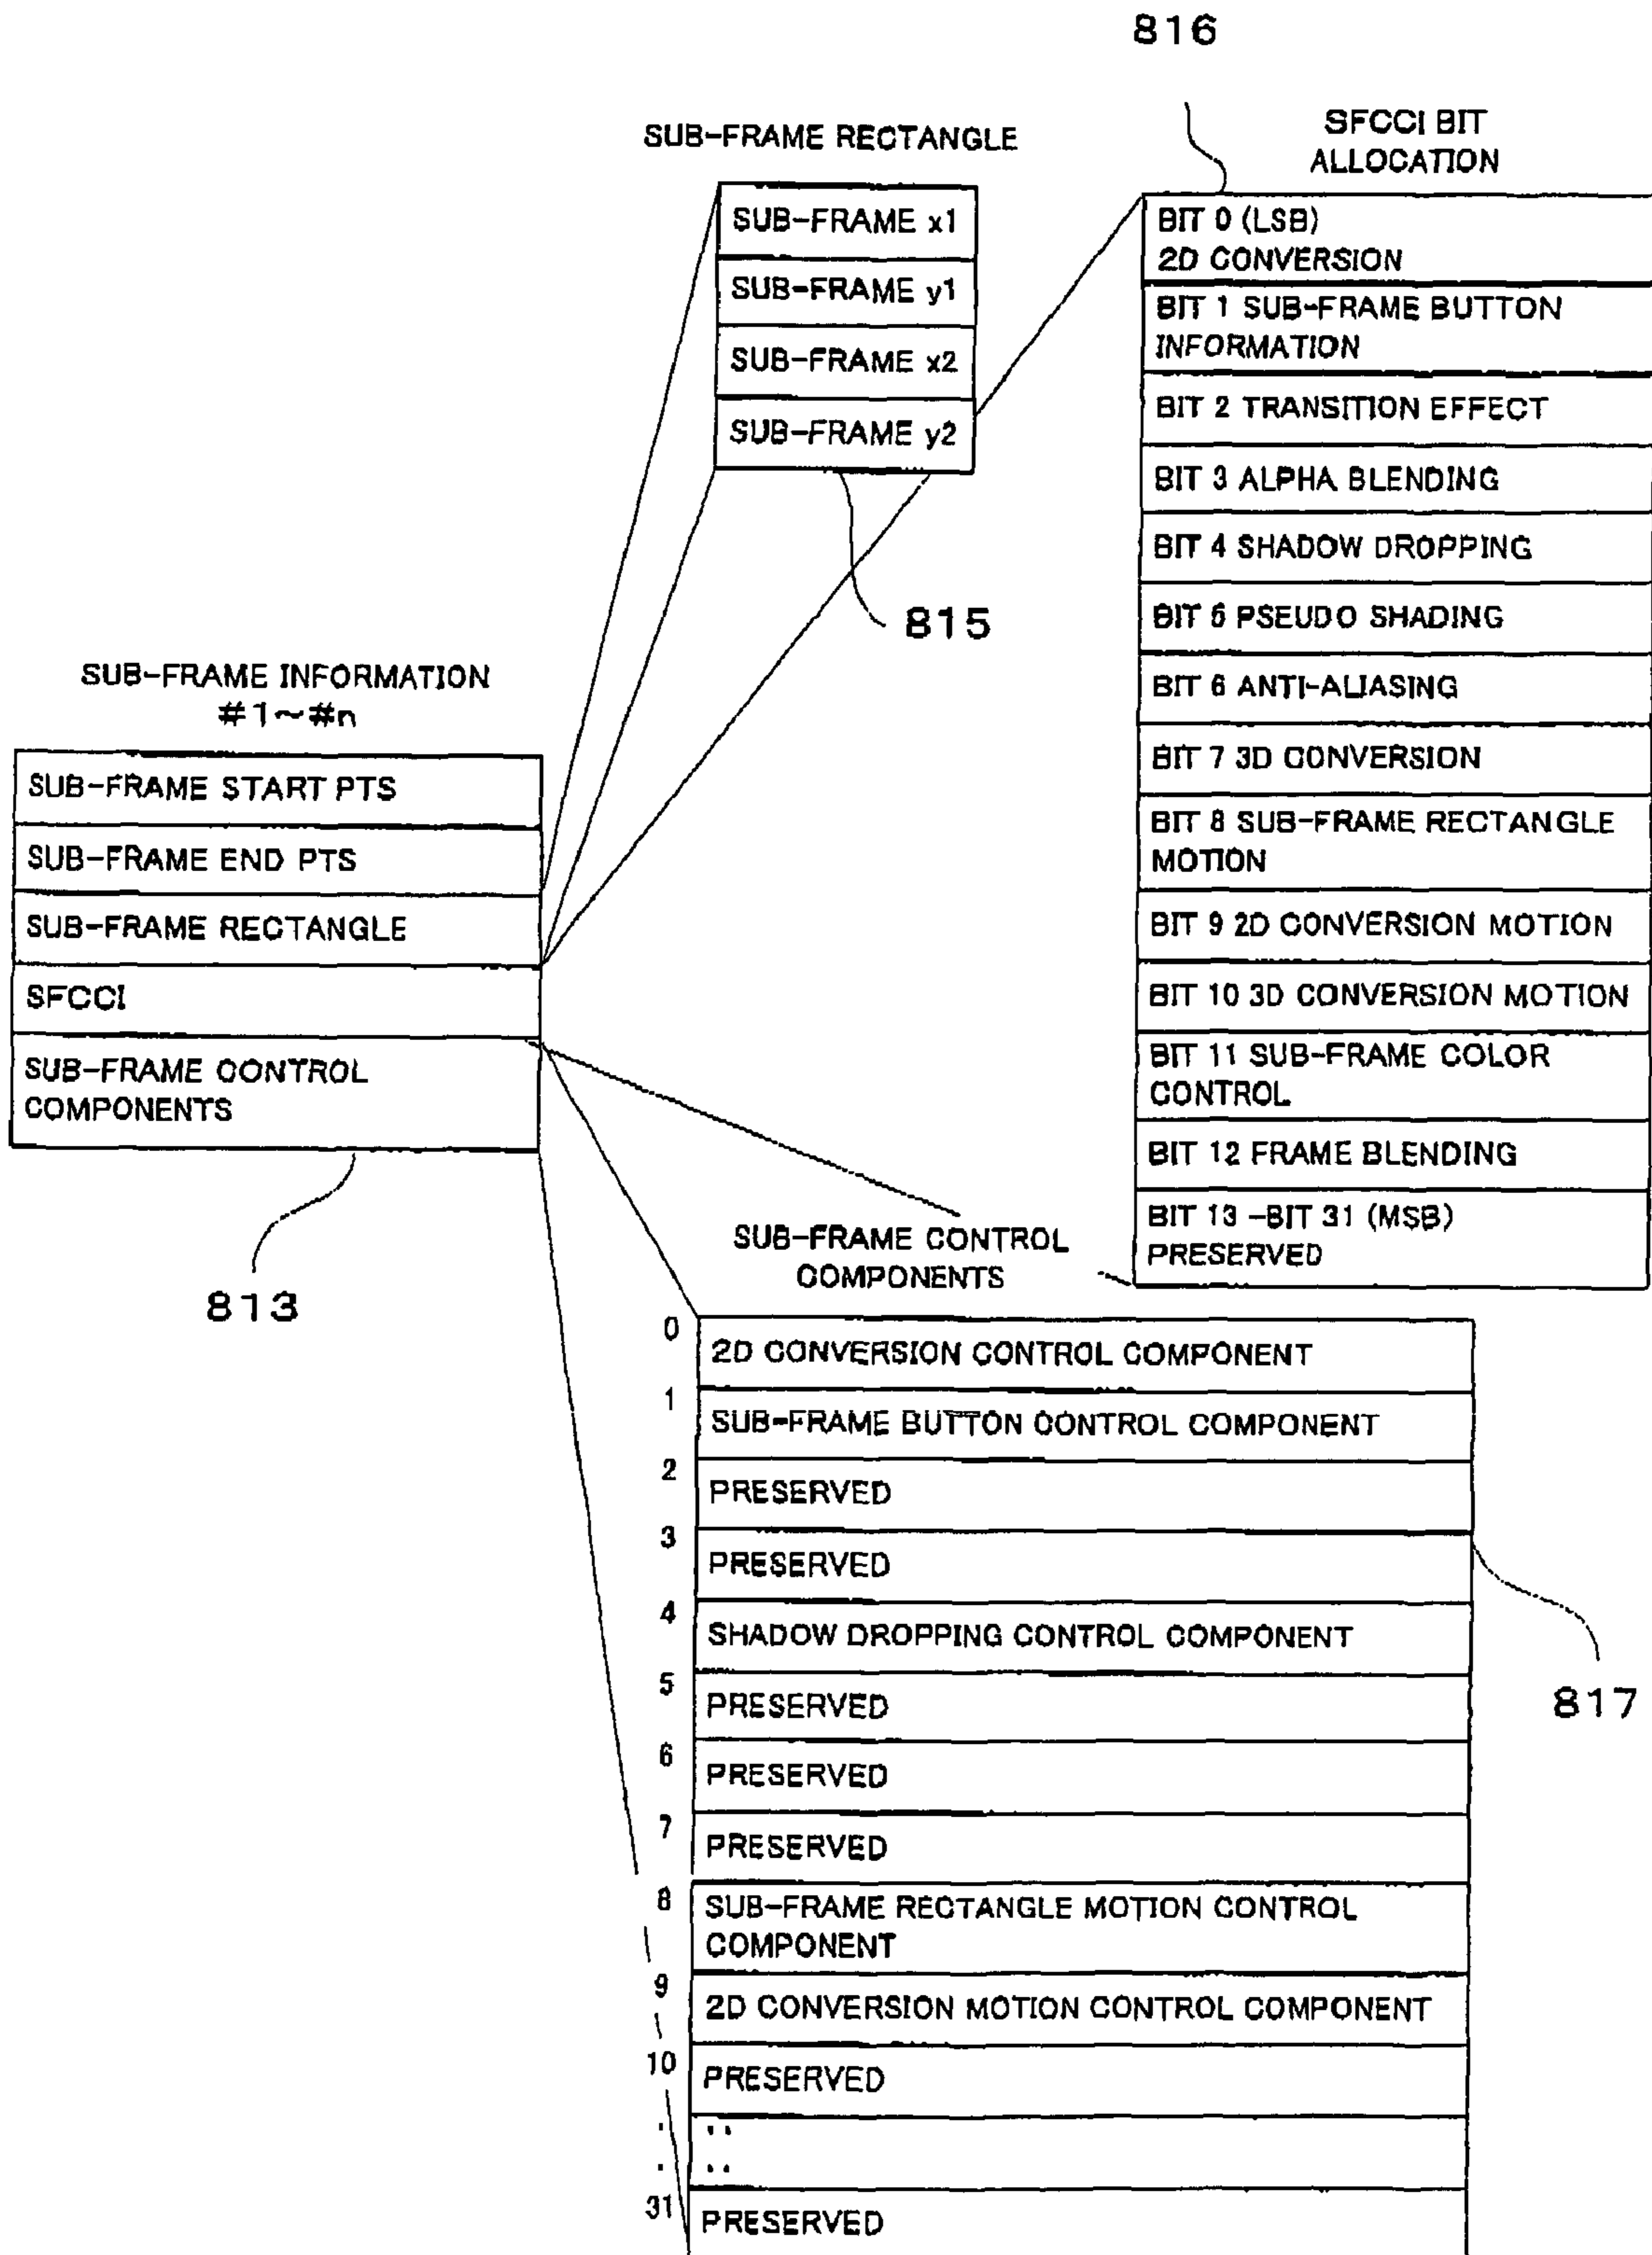 816
SUB-FRAME RECTANGLE
SUB-FRAME x1
SUB-FRAME y1
SUB-FRAME x2
SUB-FRAME y2
815
SFCCI BIT
ALLOCATION
BIT 0 (LSB)
2D CONVERSION
BIT 1 SUB-FRAME BUTTON
INFORMATION
BIT 2 TRANSITION EFFECT
BIT 3 ALPHA BLENDING
BIT 4 SHADOW DROPPING
BIT 5 PSEUDO SHADING
BIT 6 ANTI-ALIASING
BIT 7 3D CONVERSION
BIT 8 SUB-FRAME RECTANGLE
MOTION
BIT 9 2D CONVERSION MOTION
BIT 10 3D CONVERSION MOTION
BIT 11 SUB-FRAME COLOR
CONTROL
BIT 12 FRAME BLENDING
BIT 13 -BIT 31 (MSB)
PRESERVED
SUB-FRAME INFORMATION
#1~#n
SUB-FRAME START PTS
SUB-FRAME END PTS
SUB-FRAME RECTANGLE
SFCCI
SUB-FRAME CONTROL
COMPONENTS
813
SUB-FRAME CONTROL
COMPONENTS
0 2D CONVERSION CONTROL COMPONENT
1 SUB-FRAME BUTTON CONTROL COMPONENT
2 PRESERVED
3 PRESERVED
4 SHADOW DROPPING CONTROL COMPONENT
5 PRESERVED
6 PRESERVED
7 PRESERVED
8 SUB-FRAME RECTANGLE MOTION CONTROL
COMPONENT
9 2D CONVERSION MOTION CONTROL COMPONENT
10 PRESERVED
. ..
. ..
31 PRESERVED
817